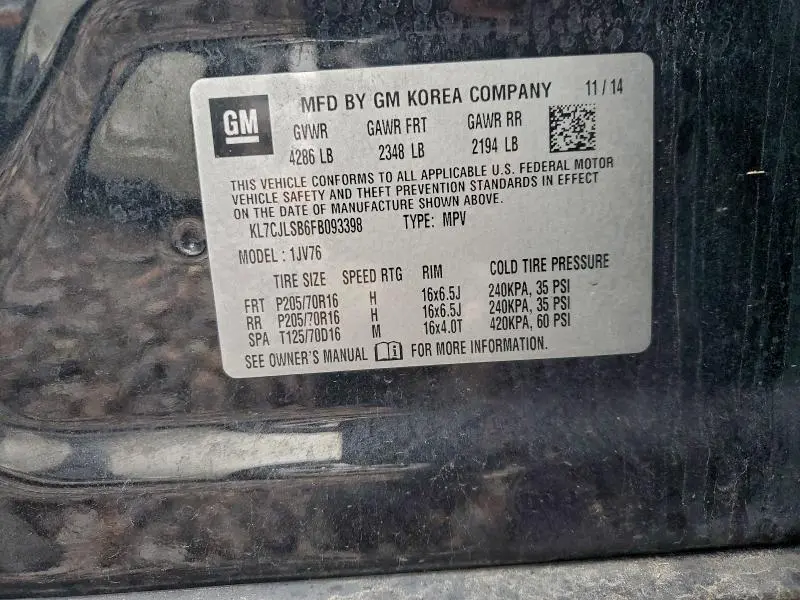 GM MFD BY GM KOREA COMPANY 11 / 14
GVWR GAWR FRT GAWR RR
4286 LB 2348 LB 2194 LB
THIS VEHICLE CONFORMS TO ALL APPLICABLE U.S. FEDERAL MOTOR
VEHICLE SAFETY AND THEFT PREVENTION STANDARDS IN EFFECT
ON THE DATE OF MANUFACTURE SHOWN ABOVE.
KL7CJLSB6FB093398 TYPE: MPV
MODEL : 1JV76
TIRE SIZE SPEED RTG RIM COLD TIRE PRESSURE
FRT P205/70R16 H 16x6.5J 240KPA, 35 PSI
RR P205/70R16 H 16x6.5J 240KPA, 35 PSI
SPA T125/70D16 M 16x4.0T 420KPA, 60 PSI
SEE OWNER'S MANUAL FOR MORE INFORMATION.